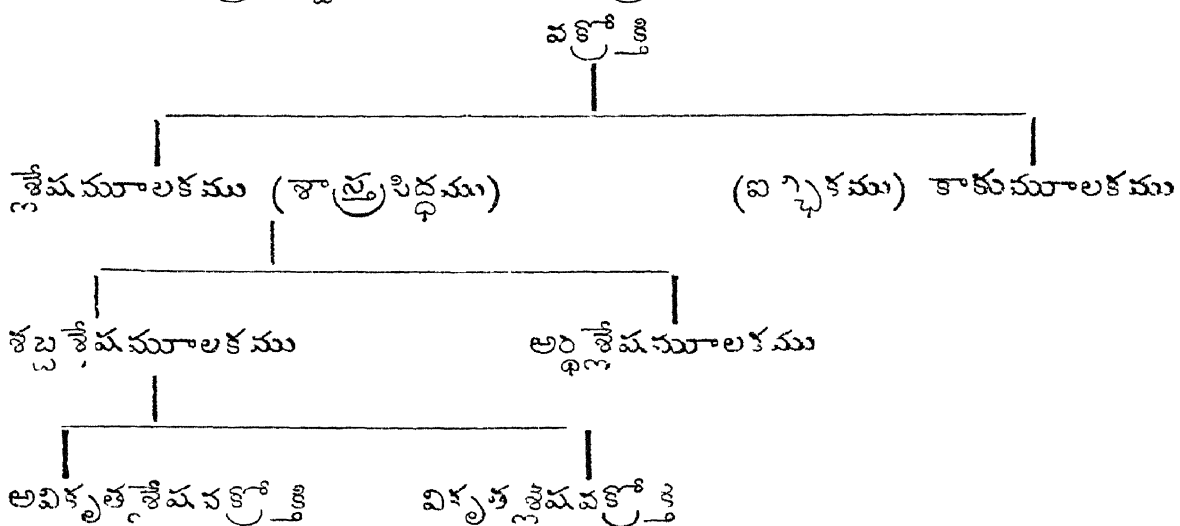 వక్రోక్తి
శ్లేషమూలకము (శాస్త్రసిద్ధము) (ఐచ్ఛికము) కాకుమూలకము
శబ్దశ్లేషమూలకము అర్థశ్లేషమూలకము
అవికృతశ్లేషవక్రోక్తి వికృతశ్లేషవక్రోక్తి